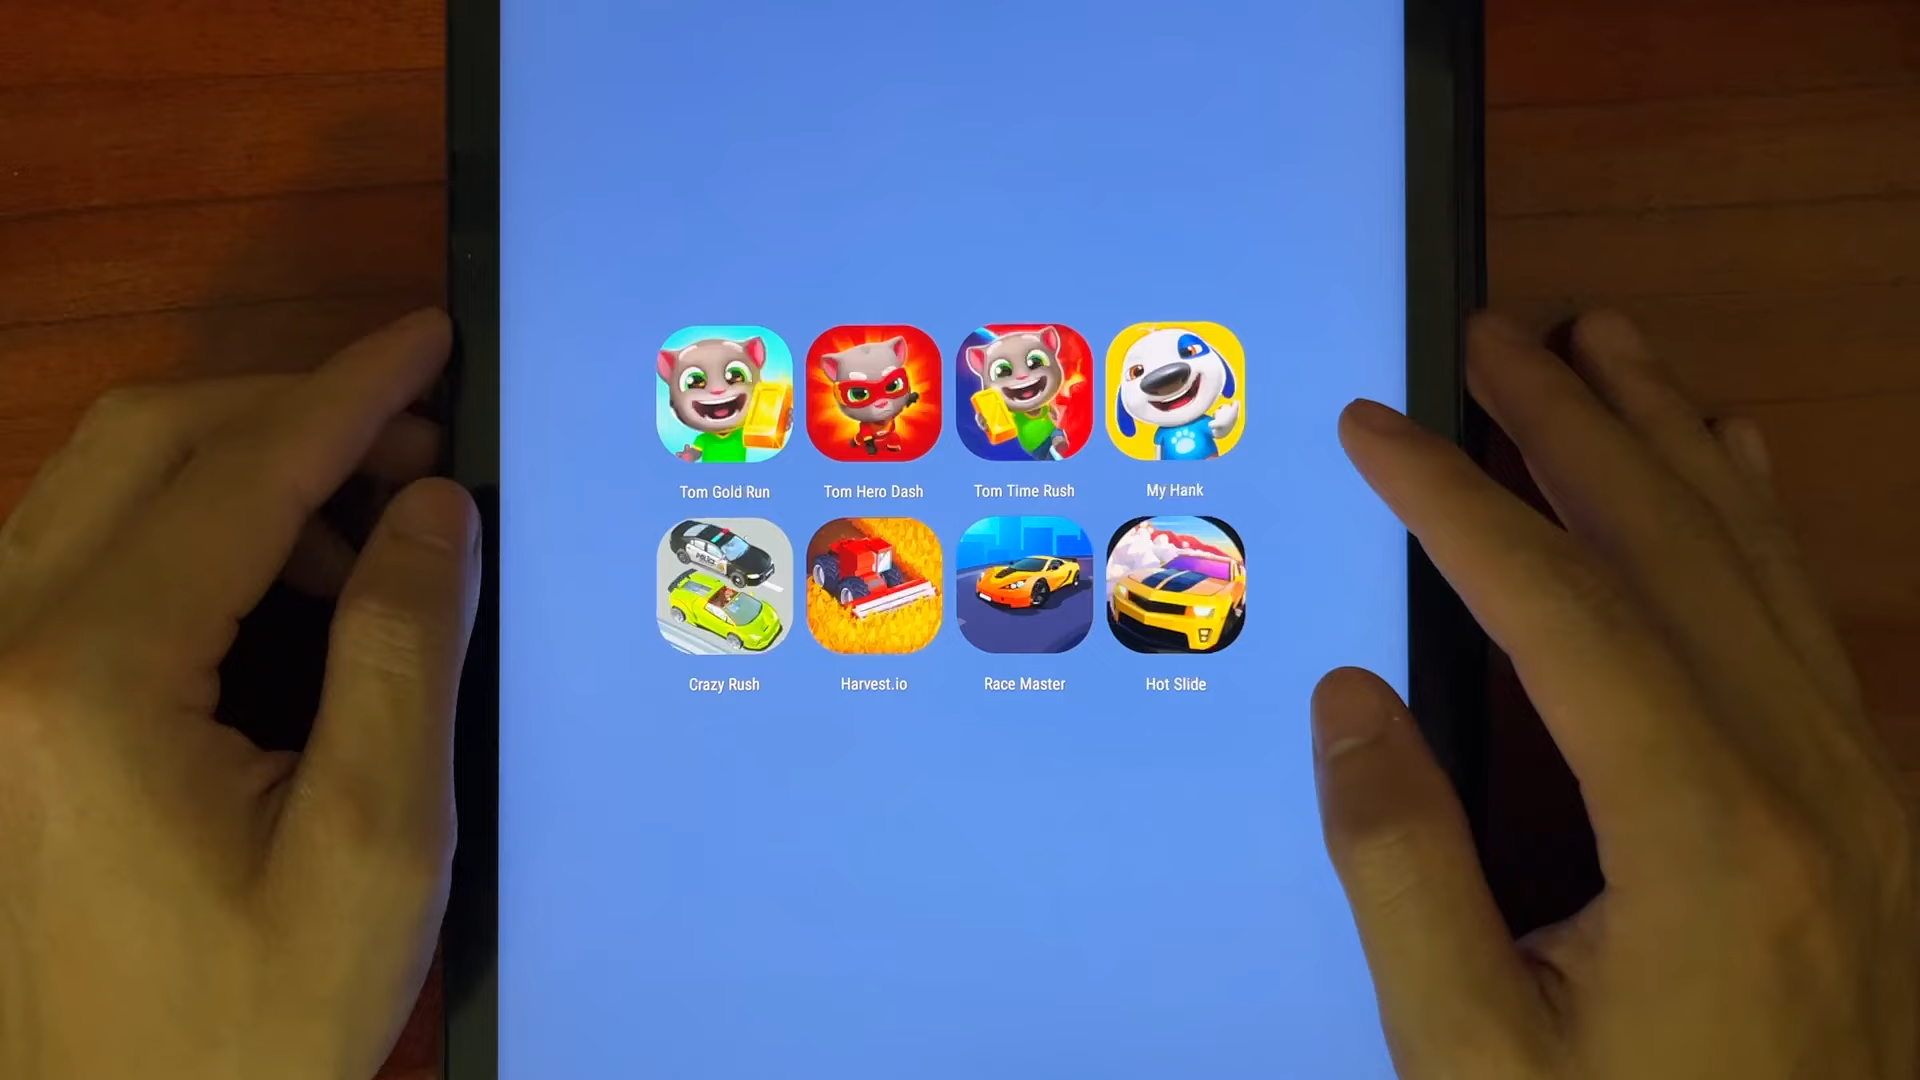 Tom Gold Run
Tom Hero Dash
Tom Time Rush
My Hank
POLICE
Crazy Rush
Harvest.io
Race Master
Hot Slide